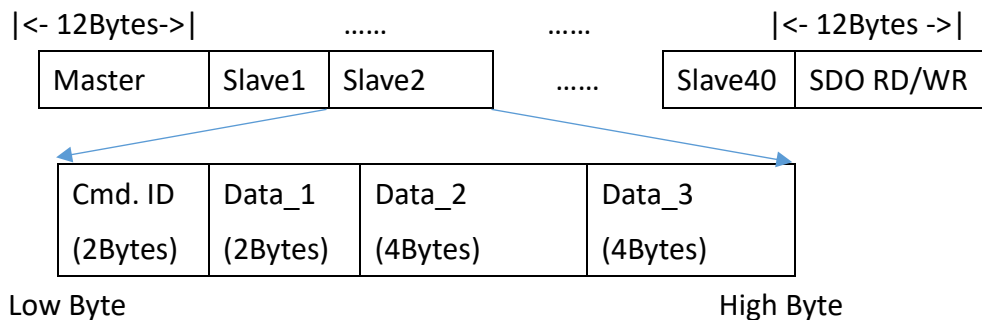 |<- 12Bytes->| …… …… |<- 12Bytes ->|
Master Slave1 Slave2 …… Slave40 SDO RD/WR
Cmd. ID Data_1 Data_2 Data_3
(2Bytes) (2Bytes) (4Bytes) (4Bytes)
Low Byte High Byte